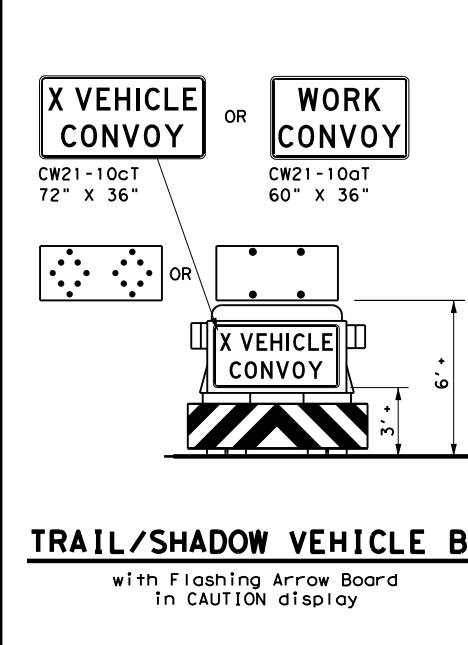 X VEHICLE
CONVOY
OR
WORK
CONVOY
CW21-10cT
72" X 36"
CW21-10aT
60" X 36"
OR
X VEHICLE
CONVOY
6'+
3'+
TRAIL/SHADOW VEHICLE B
with Flashing Arrow Board
in CAUTION display